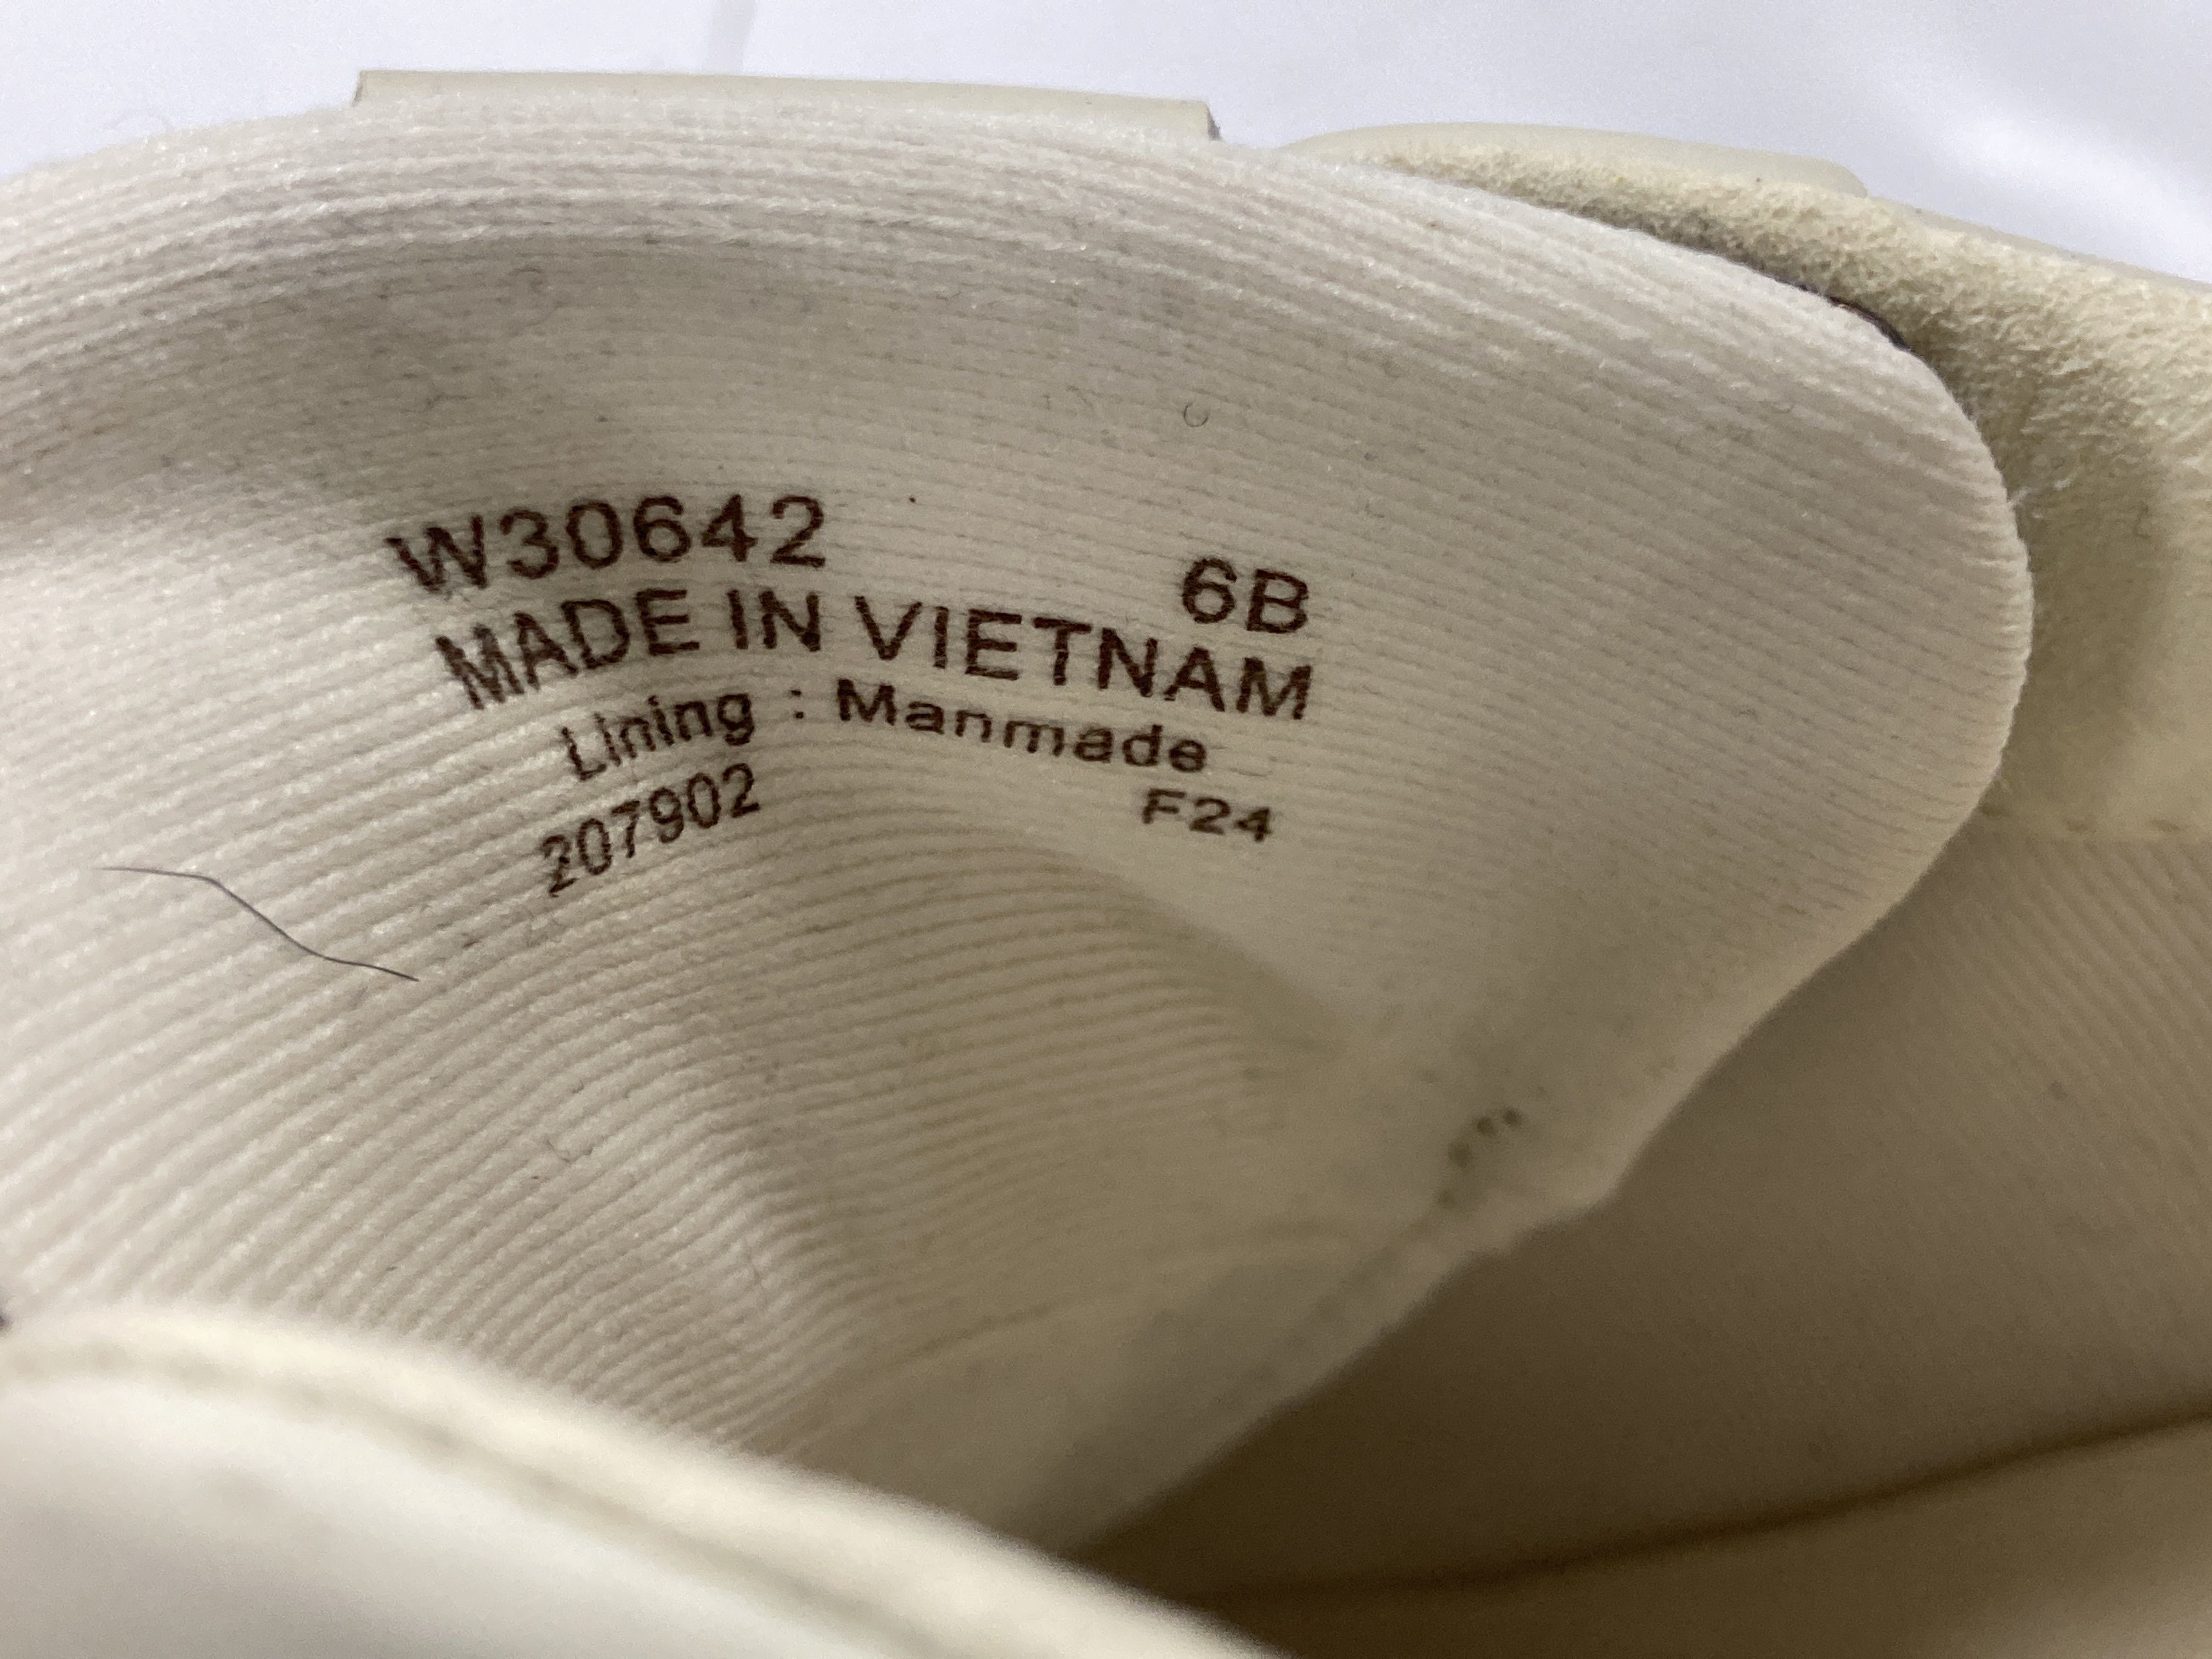 W30642 6B
MADE IN VIETNAM
Lining : Manmade
207902 F24